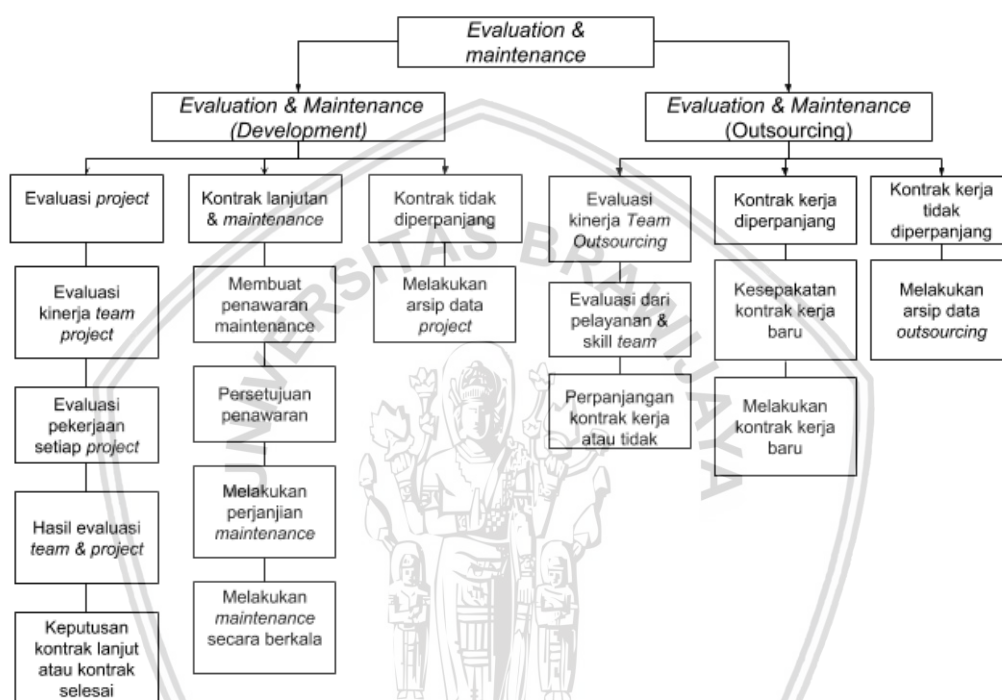 Evaluation &
maintenance
Evaluation & Maintenance
(Development)
Evaluasi project
Evaluasi
kinerja team
project
Evaluasi
pekerjaan
setiap project
Hasil evaluasi
team & project
Keputusan
kontrak lanjut
atau kontrak
selesai
Kontrak lanjutan
& maintenance
Membuat
penawaran
maintenance
Persetujuan
penawaran
Melakukan
perjanjian
maintenance
Melakukan
maintenance
secara berkala
Kontrak tidak
diperpanjang
Melakukan
arsip data
project
Evaluation & Maintenance
(Outsourcing)
Evaluasi
kinerja Team
Outsourcing
Evaluasi dari
pelayanan &
skill team
Perpanjangan
kontrak kerja
atau tidak
Kontrak kerja
diperpanjang
Kesepakatan
kontrak kerja
baru
Melakukan
kontrak kerja
baru
Kontrak kerja
tidak
diperpanjang
Melakukan
arsip data
outsourcing
UNIVERSITAS BRAWIJAYA